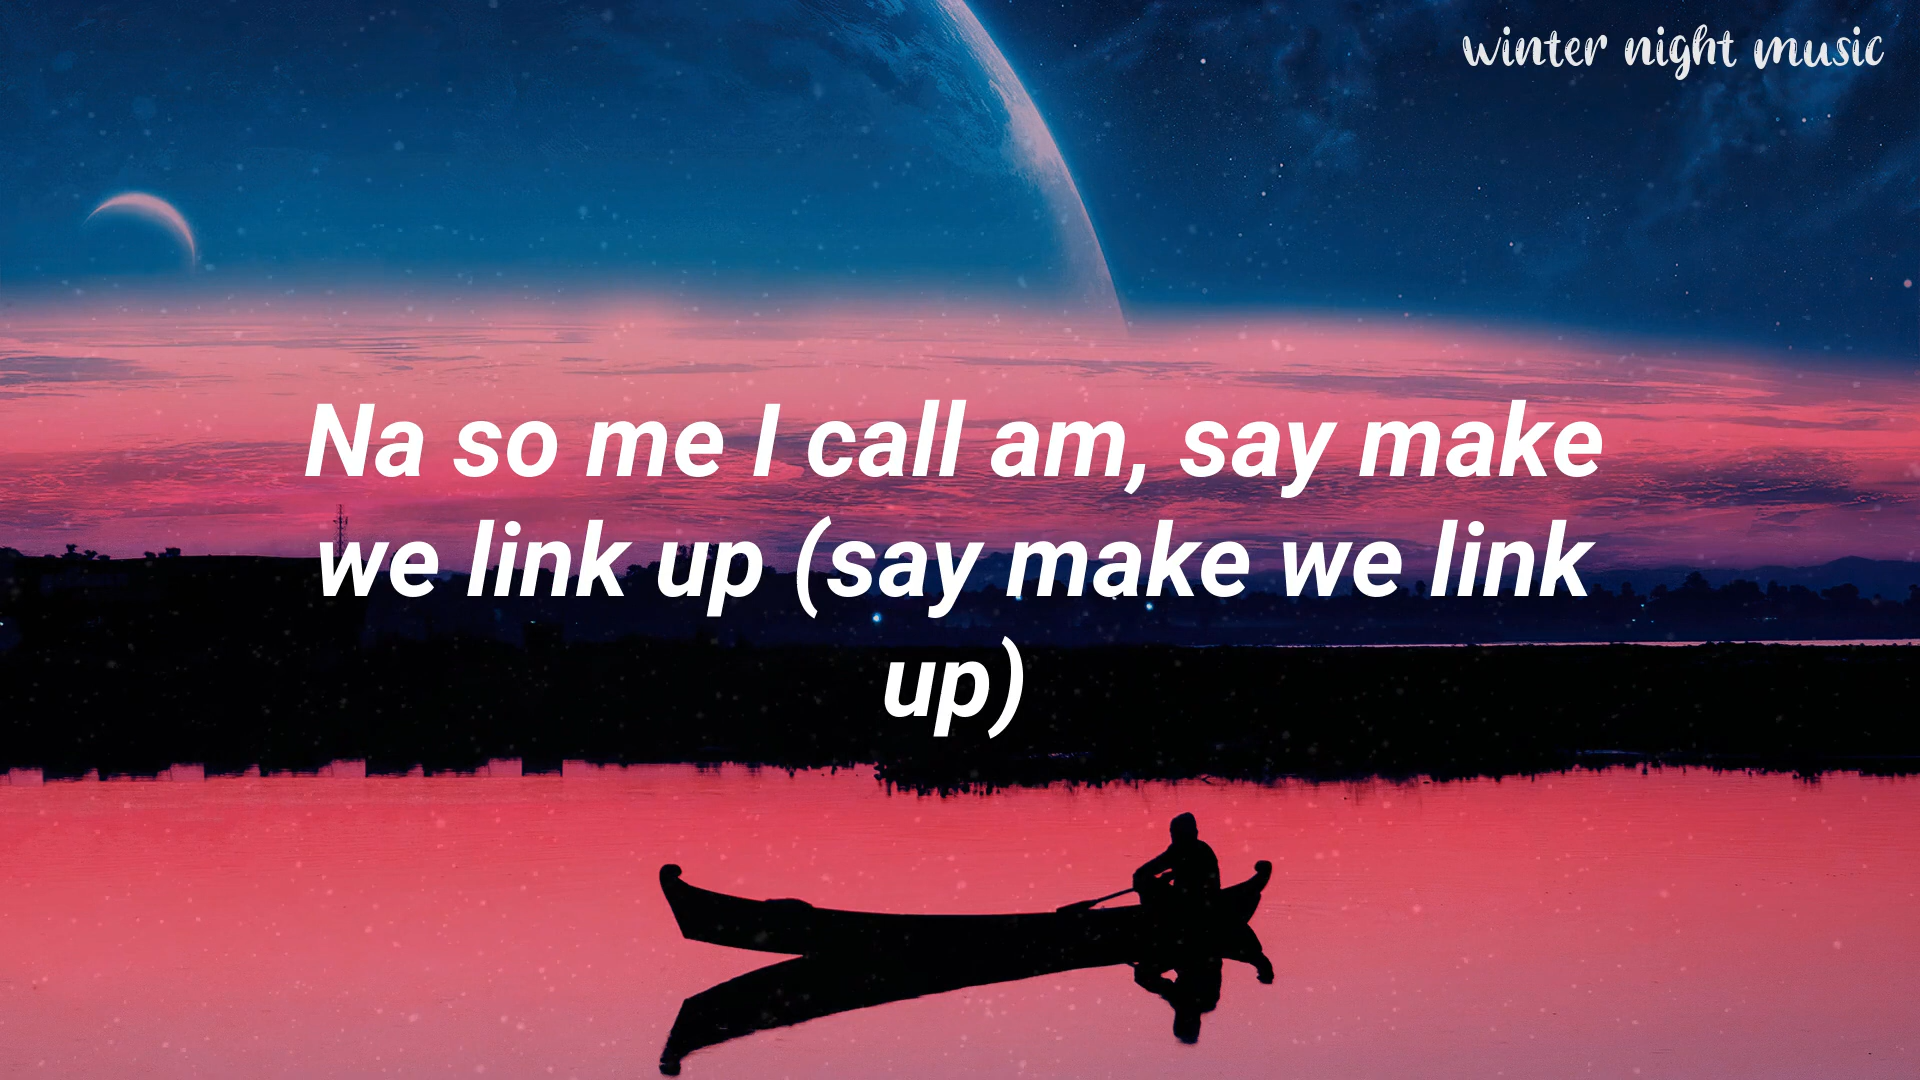 winter night music
Na so me I call am, say make
we link up (say make we link
up)